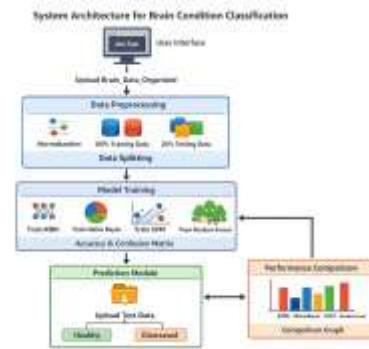 System Architecture for Brain Condition Classification
User Interface
Upload Brain_Data_Organized
Data Preprocessing
Normalization
80% Training Data
20% Testing Data
Data Splitting
Model Training
Train KNN
Train Naive Bayes
Train SVM
Train Random Forest
Accuracy & Confusion Matrix
Prediction Module
Upload Test Data
Healthy
Diseased
Performance Comparison
Comparison Graph